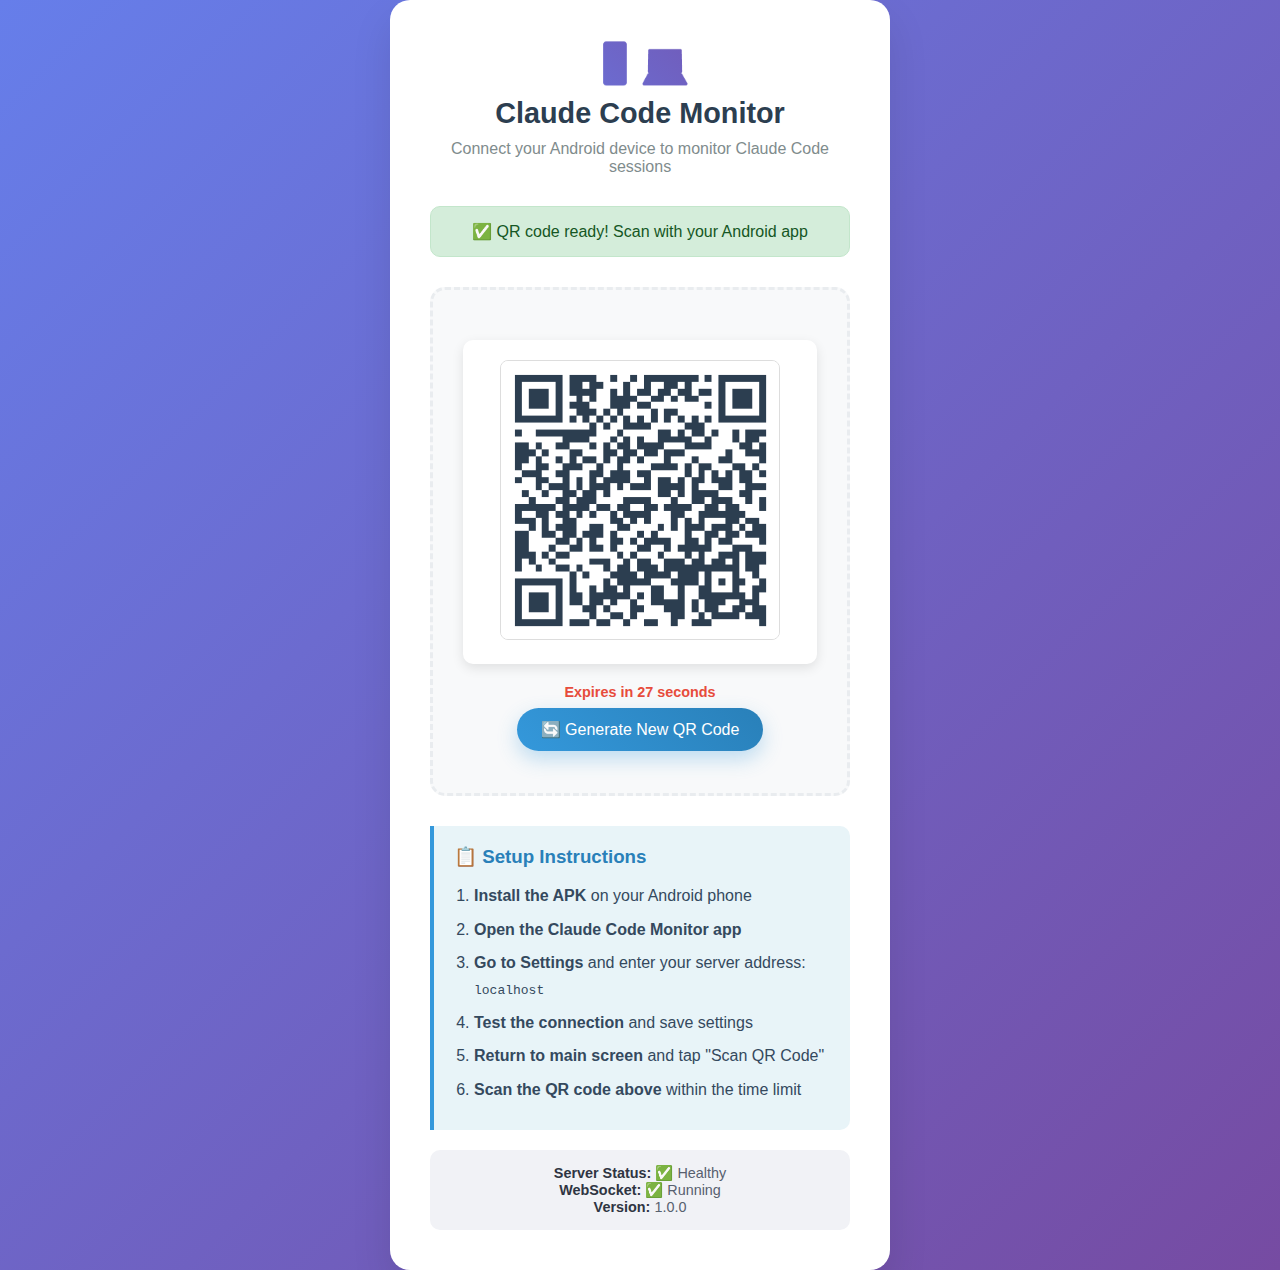 Claude Code Monitor
Connect your Android device to monitor Claude Code
sessions
✅ QR code ready! Scan with your Android app
Expires in 27 seconds
🔄 Generate New QR Code
📋 Setup Instructions
1. Install the APK on your Android phone
2. Open the Claude Code Monitor app
3. Go to Settings and enter your server address:
localhost
4. Test the connection and save settings
5. Return to main screen and tap "Scan QR Code"
6. Scan the QR code above within the time limit
Server Status: ✅ Healthy
WebSocket: ✅ Running
Version: 1.0.0